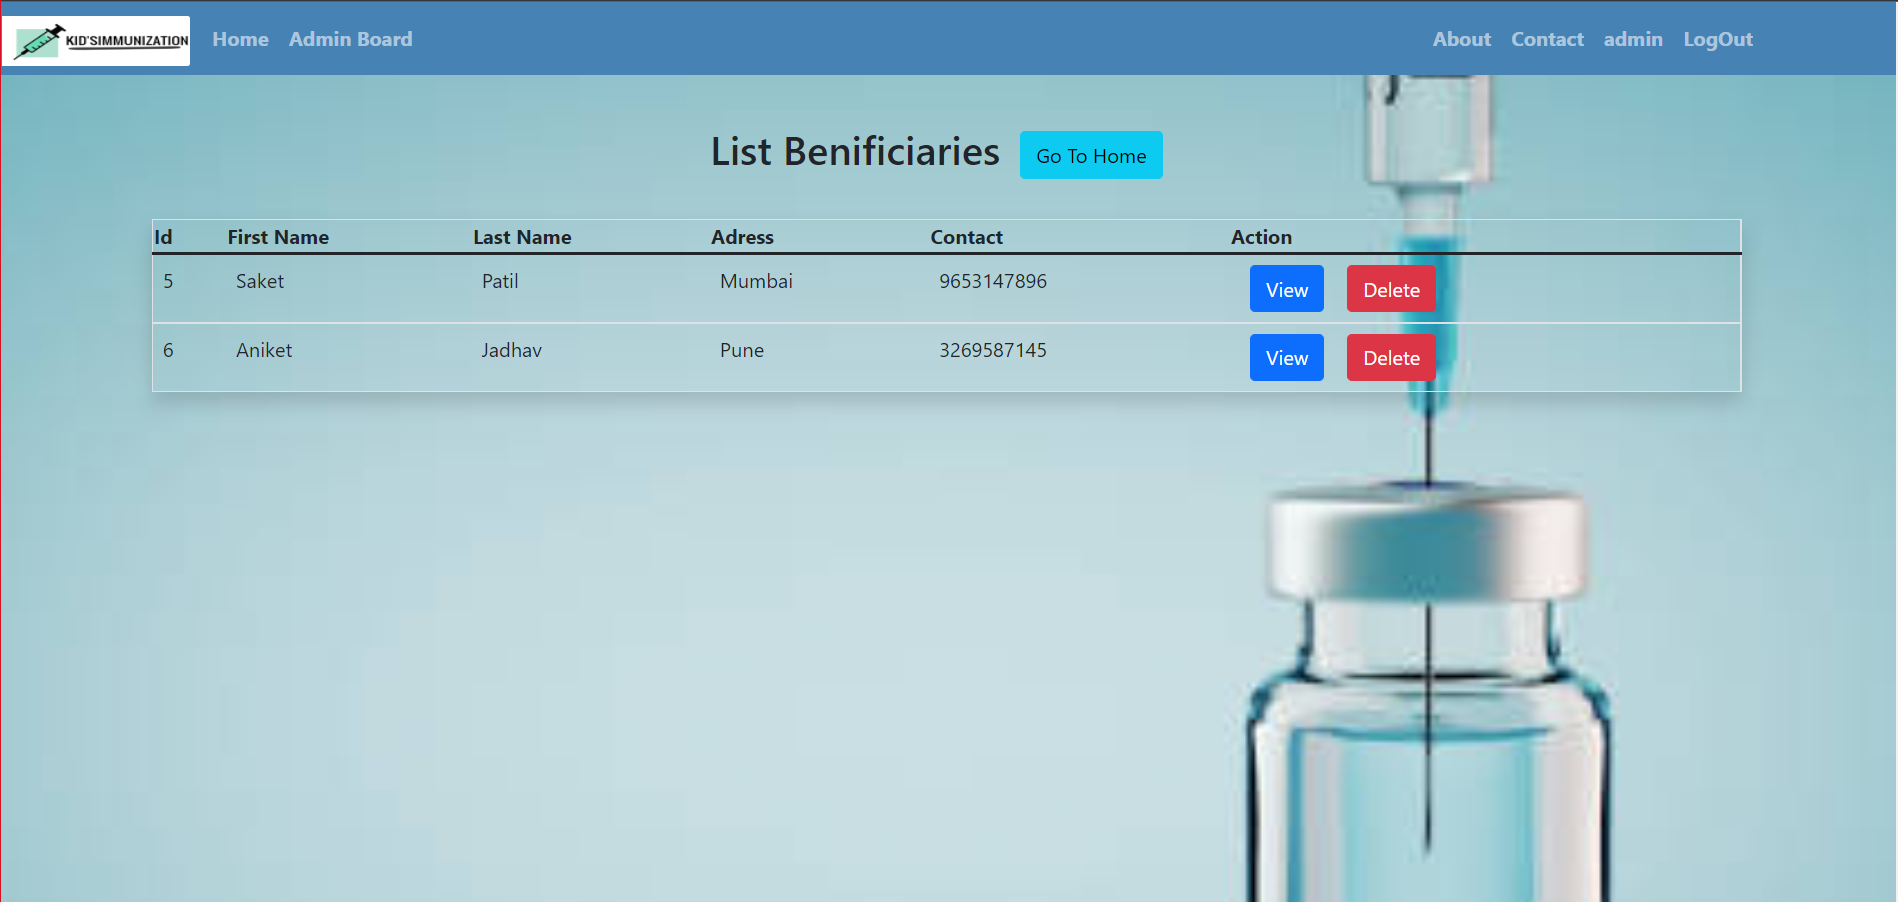 KID'SIMMUNIZATION Home Admin Board About Contact admin LogOut
List Benificiaries Go To Home
Id First Name Last Name Adress Contact Action
5 Saket Patil Mumbai 9653147896 View Delete
6 Aniket Jadhav Pune 3269587145 View Delete